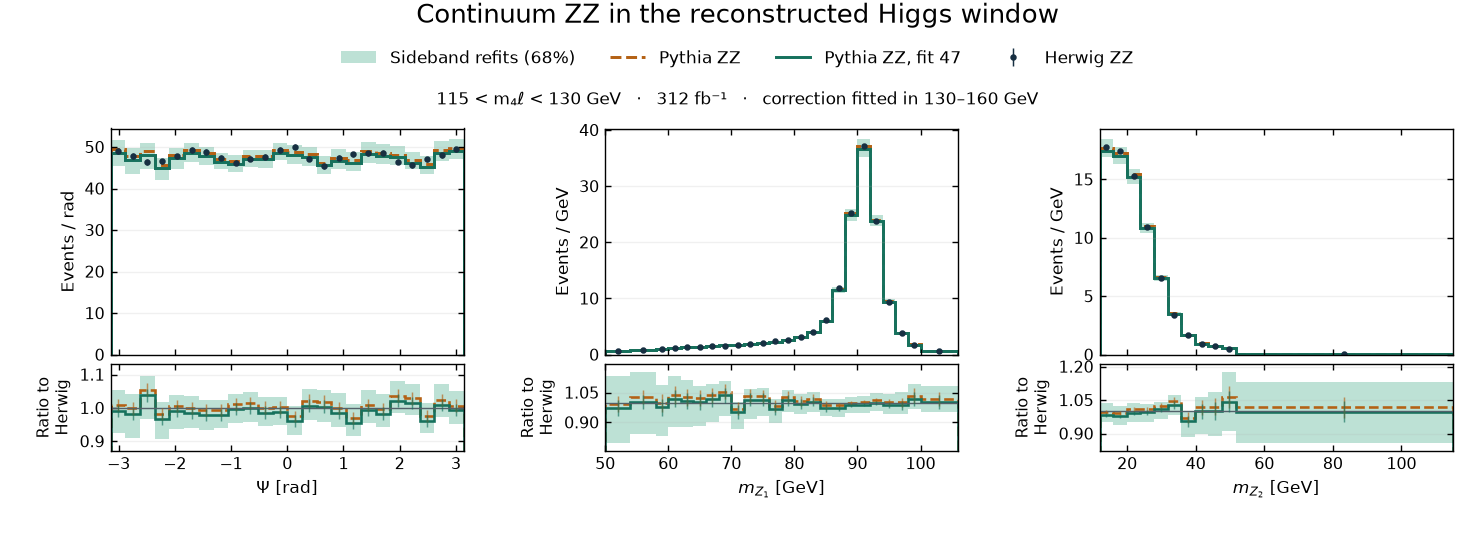 Continuum ZZ in the reconstructed Higgs window
Sideband refits (68%)
Pythia ZZ
Pythia ZZ, fit 47
Herwig ZZ
115 < m₄ℓ < 130 GeV · 312 fb⁻¹ · correction fitted in 130–160 GeV
Events / rad
50
40
30
20
10
0
Ratio to
Herwig
1.1
1.0
0.9
−3 −2 −1 0 1 2 3
Ψ [rad]
Events / GeV
40
30
20
10
0
Ratio to
Herwig
1.05
0.90
50 60 70 80 90 100
m_{Z_1} [GeV]
Events / GeV
15
10
5
0
Ratio to
Herwig
1.20
1.05
0.90
20 40 60 80 100
m_{Z_2} [GeV]